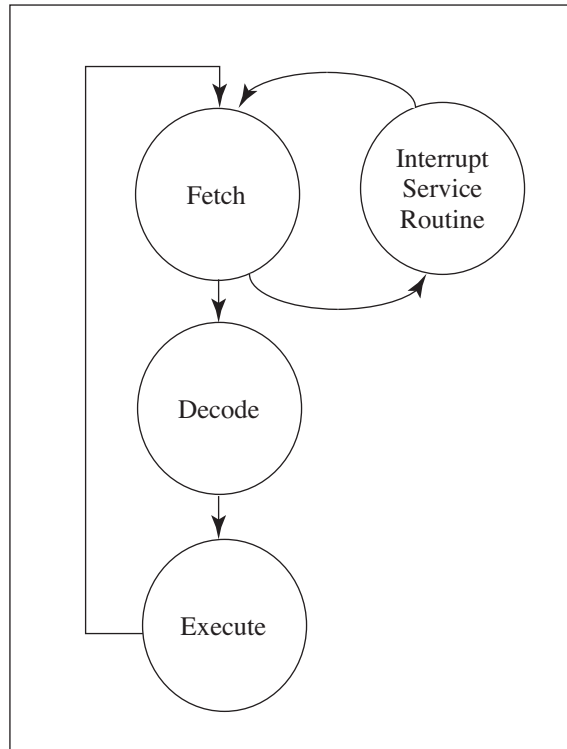 Fetch
Interrupt
Service
Routine
Decode
Execute